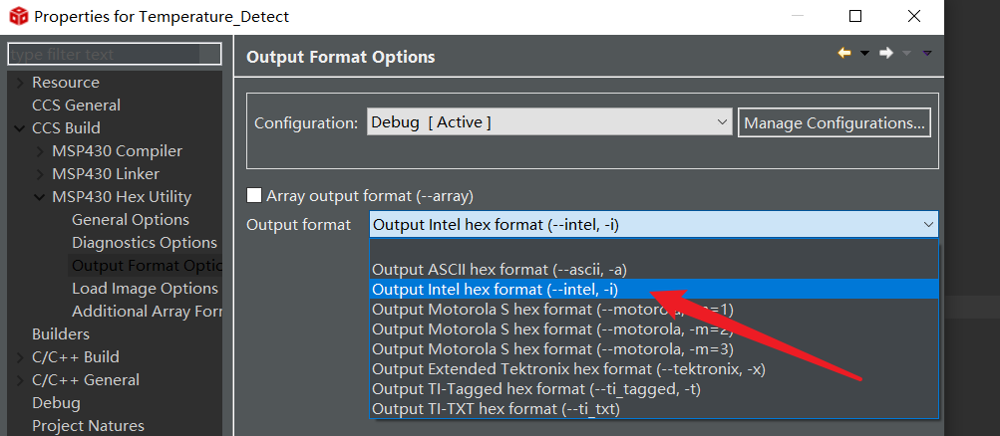 Properties for Temperature_Detect
type filter text
Resource
CCS General
CCS Build
MSP430 Compiler
MSP430 Linker
MSP430 Hex Utility
General Options
Diagnostics Options
Output Format Optio
Load Image Options
Additional Array Forr
Builders
C/C++ Build
C/C++ General
Debug
Project Natures
Output Format Options
Configuration:
Debug [ Active ]
Manage Configurations...
Array output format (--array)
Output format
Output Intel hex format (--intel, -i)
Output ASCII hex format (--ascii, -a)
Output Intel hex format (--intel, -i)
Output Motorola S hex format (--motorola, -m=1)
Output Motorola S hex format (--motorola, -m=2)
Output Motorola S hex format (--motorola, -m=3)
Output Extended Tektronix hex format (--tektronix, -x)
Output TI-Tagged hex format (--ti_tagged, -t)
Output TI-TXT hex format (--ti_txt)